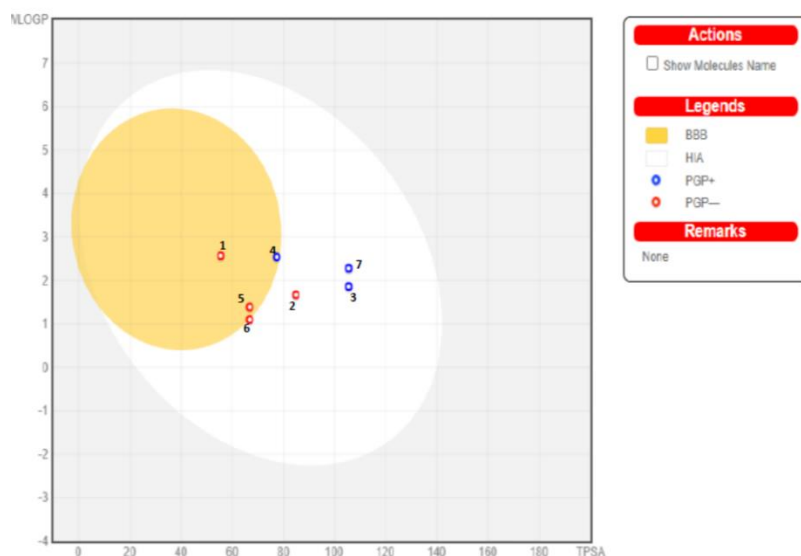 WLOGP
7
6
5
4
3
2
1
0
-1
-2
-3
-4
0
20
40
60
80
100
120
140
160
180
TPSA
1
4
7
5
3
2
6
Actions
Show Molecules Name
Legends
BBB
HIA
PGP+
PGP—
Remarks
None